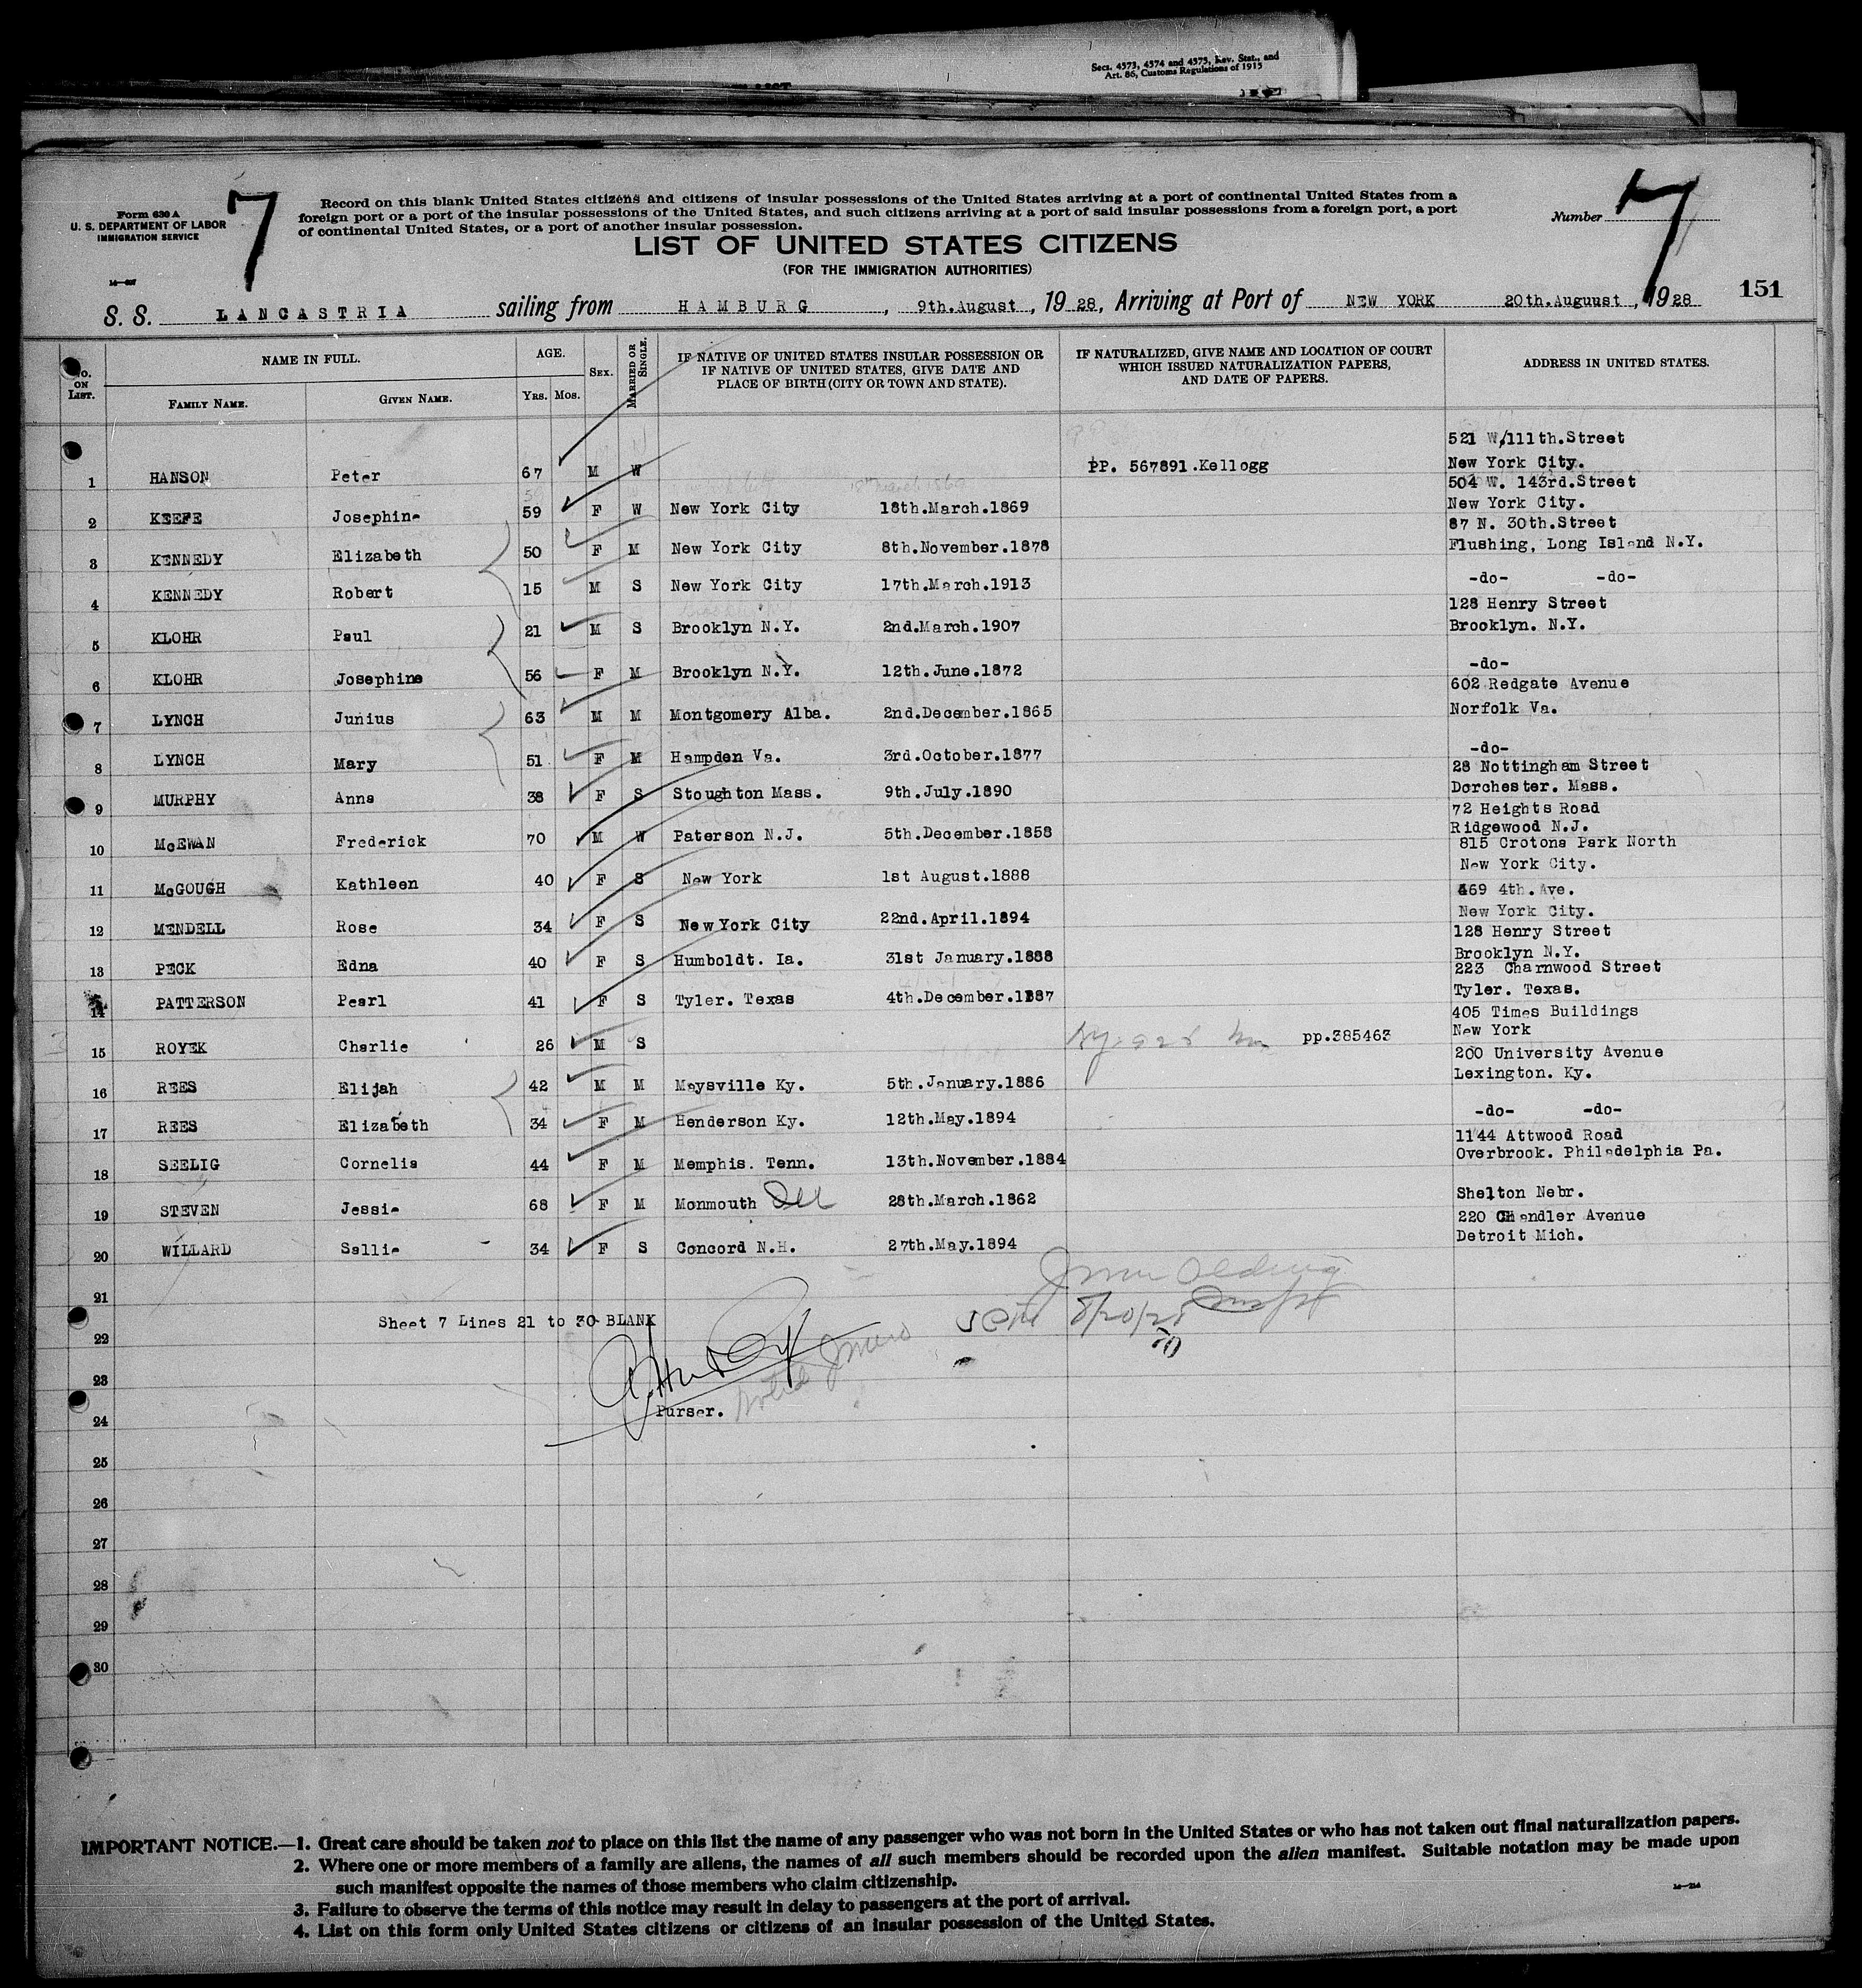 Secs. 4573, 4574 and 4575, Rev. Stat., and
Art. 86, Customs Regulations of 1915
Form 630 A
U. S. DEPARTMENT OF LABOR
IMMIGRATION SERVICE
7
Record on this blank United States citizens and citizens of insular possessions of the United States arriving at a port of continental United States from a
foreign port or a port of the insular possessions of the United States, and such citizens arriving at a port of said insular possessions from a foreign port, a port
of continental United States, or a port of another insular possession.
Number 7
LIST OF UNITED STATES CITIZENS
(FOR THE IMMIGRATION AUTHORITIES)
151
S. S. LANCASTRIA sailing from HAMBURG, 9th.August, 1928, Arriving at Port of NEW YORK 20th.Auguust, 1928
No. ON LIST. NAME IN FULL. FAMILY NAME. GIVEN NAME. AGE. YRS. MOS. SEX. MARRIED OR SINGLE. IF NATIVE OF UNITED STATES INSULAR POSSESSION OR IF NATIVE OF UNITED STATES, GIVE DATE AND PLACE OF BIRTH (CITY OR TOWN AND STATE). IF NATURALIZED, GIVE NAME AND LOCATION OF COURT WHICH ISSUED NATURALIZATION PAPERS, AND DATE OF PAPERS. ADDRESS IN UNITED STATES.
521 W.111th.Street
1 HANSON Peter 67 M W PP. 567891.Kellogg New York City.
504 W. 143rd.Street
2 KEEFE Josephine 59 F W New York City 18th.March.1869 New York City.
87 N. 30th.Street
3 KENNEDY Elizabeth 50 F M New York City 8th.November.1878 Flushing, Long Island N.Y.
4 KENNEDY Robert 15 M S New York City 17th.March.1913 -do- -do-
128 Henry Street
5 KLOHR Paul 21 M S Brooklyn N.Y. 2nd.March.1907 Brooklyn. N.Y.
6 KLOHR Josephine 56 F M Brooklyn N.Y. 12th.June.1872 -do-
602 Redgate Avenue
7 LYNCH Junius 63 M M Montgomery Alba. 2nd.December.1865 Norfolk Va.
8 LYNCH Mary 51 F M Hampden Va. 3rd.October.1877 -do-
28 Nottingham Street
9 MURPHY Anna 38 F S Stoughton Mass. 9th.July.1890 Dorchester. Mass.
72 Heights Road
10 McEWAN Frederick 70 M W Paterson N.J. 5th.December.1858 Ridgewood N.J.
815 Crotona Park North
New York City.
11 McGOUGH Kathleen 40 F S New York 1st August.1888
469 4th.Ave.
12 MENDELL Rose 34 F S New York City 22nd.April.1894 New York City.
128 Henry Street
13 PECK Edna 40 F S Humboldt. Ia. 31st January.1888 Brooklyn N.Y.
223 Charnwood Street
14 PATTERSON Pearl 41 F S Tyler. Texas 4th.December.1887 Tyler. Texas.
405 Times Buildings
15 ROYEK Charlie 26 M S pp.385463 New York
200 University Avenue
16 REES Elijah 42 M M Maysville Ky. 5th.January.1886 Lexington. Ky.
17 REES Elizabeth 34 F M Henderson Ky. 12th.May.1894 -do- -do-
1144 Attwood Road
18 SEELIG Cornelia 44 F M Memphis. Tenn. 13th.November.1884 Overbrook. Philadelphia Pa.
19 STEVEN Jessie 68 F M Monmouth Ill 28th.March.1862 Shelton Nebr.
220 Chandler Avenue
20 WILLARD Sallie 34 F S Concord N.H. 27th.May.1894 Detroit Mich.
21
Sheet 7 Lines 21 to 30 BLANK
8/20/28
22
23
Purser.
24
25
26
27
28
29
30
IMPORTANT NOTICE.—1. Great care should be taken not to place on this list the name of any passenger who was not born in the United States or who has not taken out final naturalization papers.
2. Where one or more members of a family are aliens, the names of all such members should be recorded upon the alien manifest. Suitable notation may be made upon
such manifest opposite the names of those members who claim citizenship.
3. Failure to observe the terms of this notice may result in delay to passengers at the port of arrival.
4. List on this form only United States citizens or citizens of an insular possession of the United States.